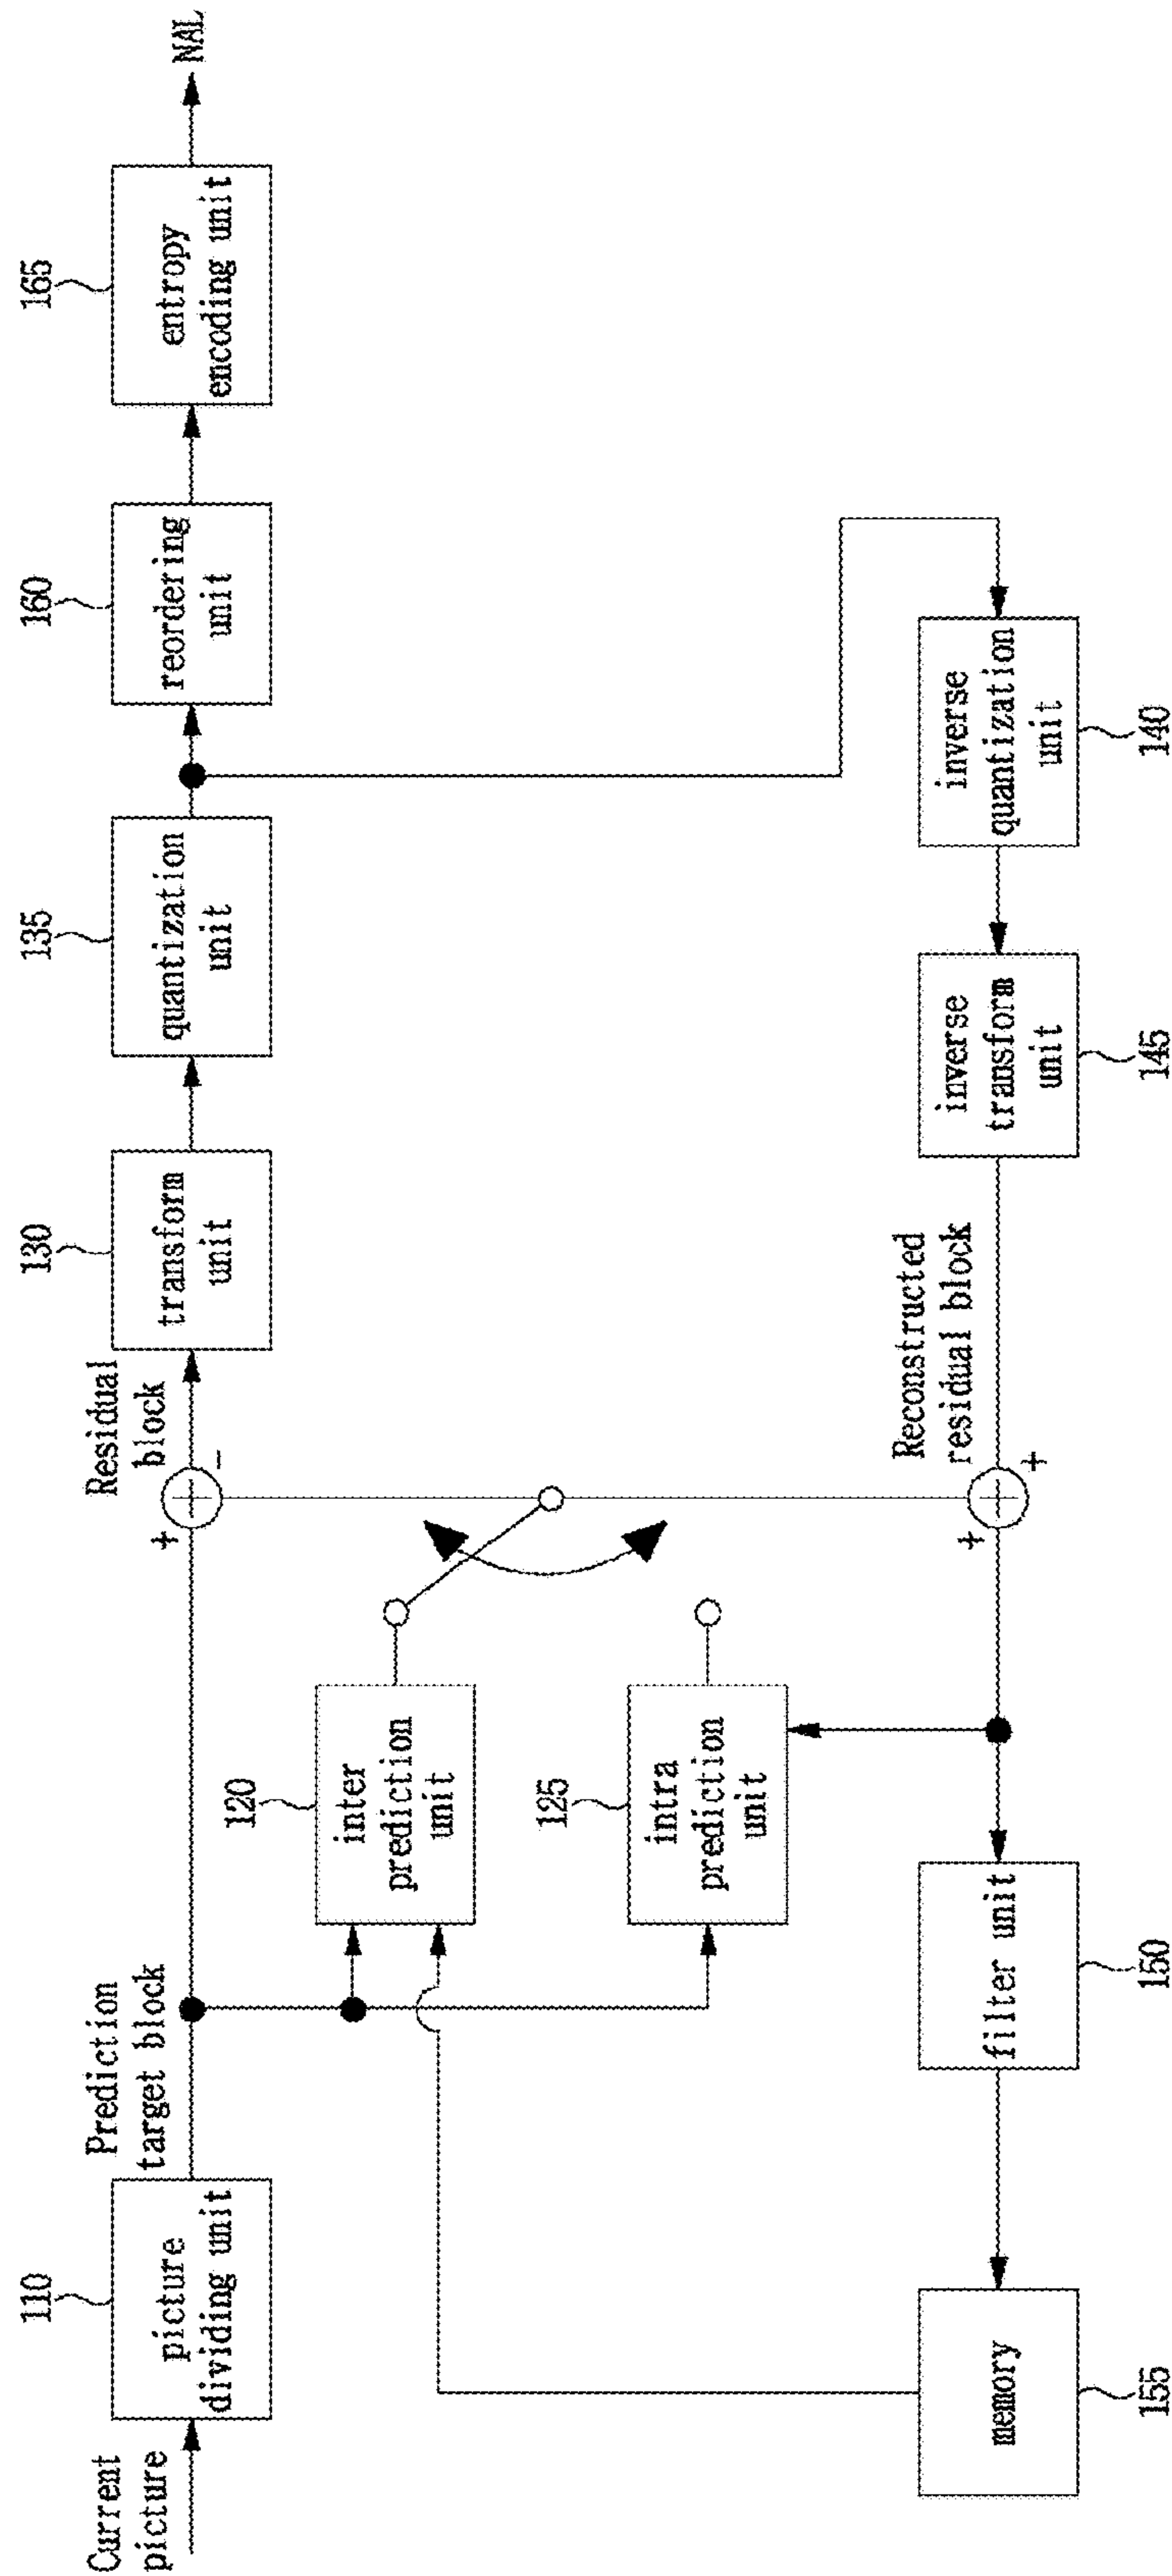 Current
picture
110
picture
dividing unit
Prediction
target block
120
inter
prediction
unit
125
intra
prediction
unit
+
-
Residual
block
130
transform
unit
135
quantization
unit
160
reordering
unit
165
entropy
encoding unit
NAL
inverse
quantization
unit
140
inverse
transform
unit
145
Reconstructed
residual block
+
+
filter unit
150
memory
155